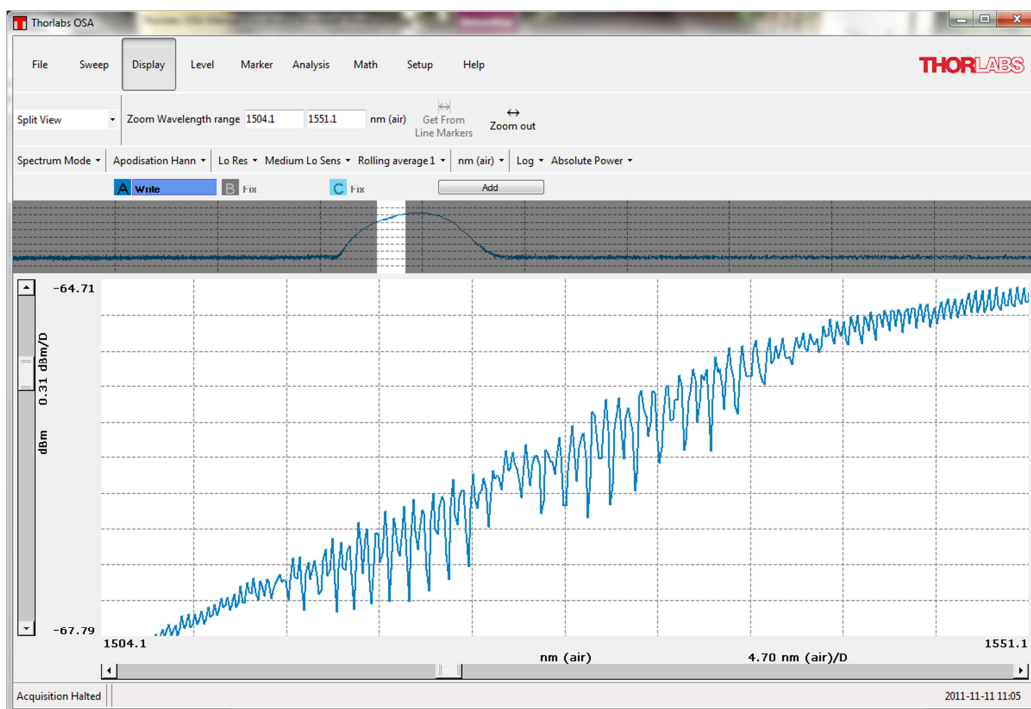 Thorlabs OSA
File Sweep Display Level Marker Analysis Math Setup Help
THORLABS
Split View Zoom Wavelength range 1504.1 1551.1 nm (air) Get From Line Markers Zoom out
Spectrum Mode Apodisation Hann Lo Res Medium Lo Sens Rolling average 1 nm (air) Log Absolute Power
A Write B Fix C Fix Add
-64.71
0.31 dBm/D
dBm
-67.79
1504.1 1551.1
nm (air) 4.70 nm (air)/D
Acquisition Halted 2011-11-11 11:05